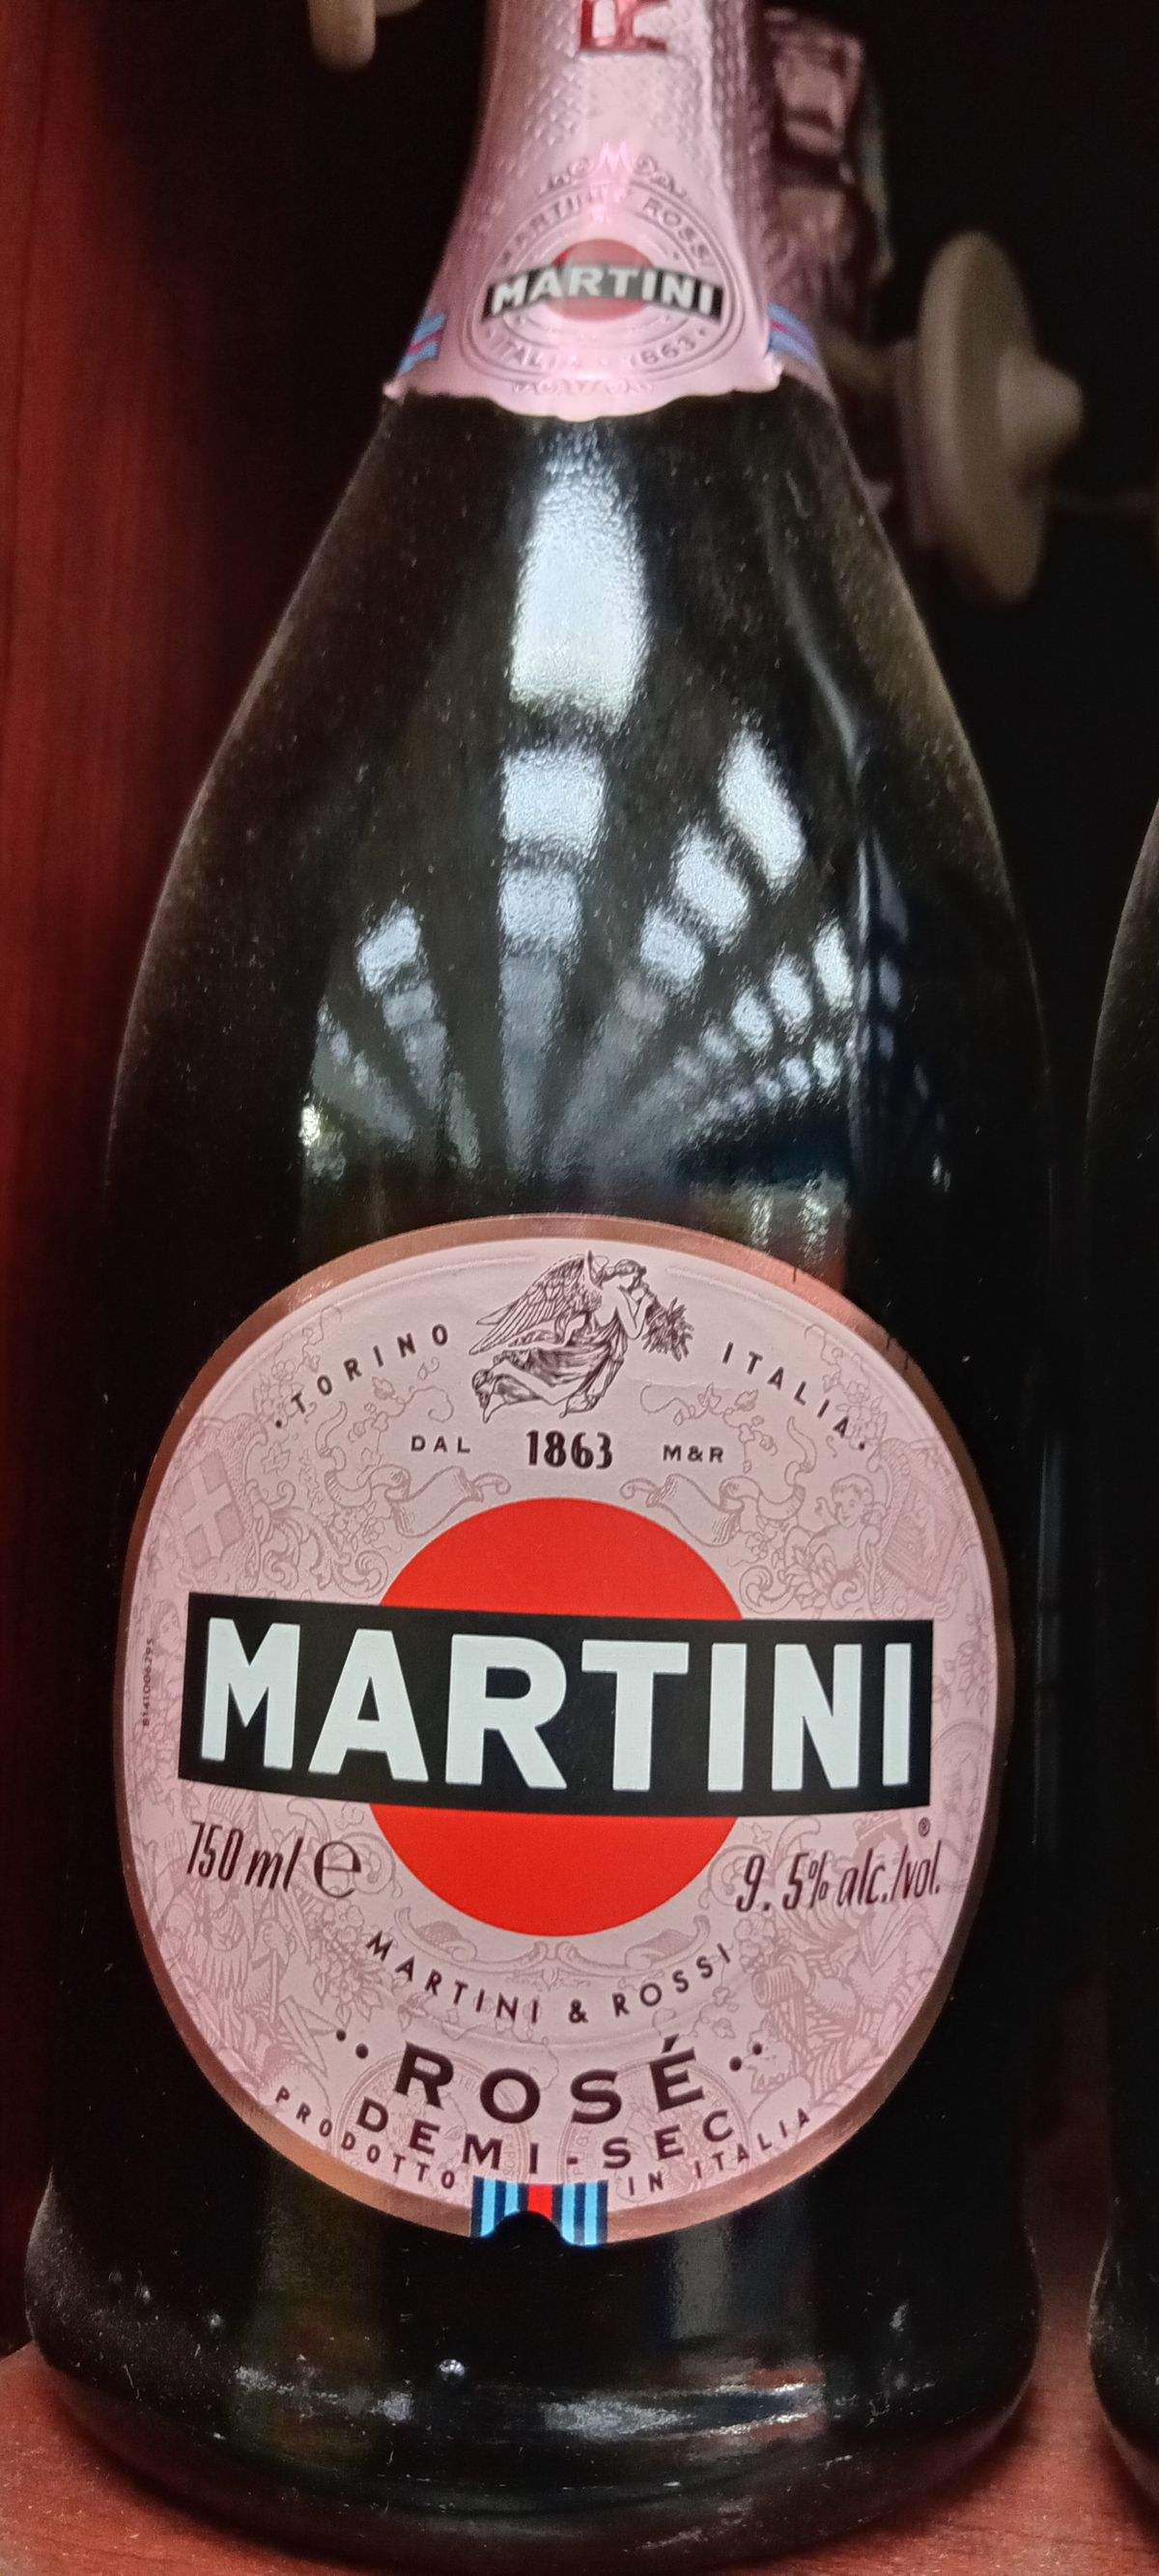 R
MARTINI ROSSI
MARTINI
ITALIA 1863
• TORINO ITALIA •
DAL 1863 M&R
MARTINI
®
750 ml e 9.5% alc./vol.
MARTINI & ROSSI
•• ROSÉ ••
DEMI-SEC
PRODOTTO IN ITALIA